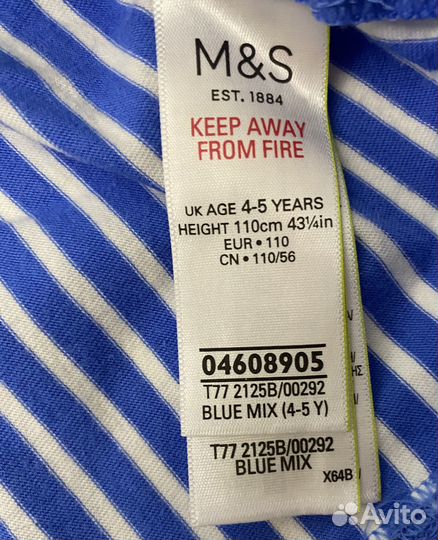 M&S
EST. 1884
KEEP AWAY
FROM FIRE
UK AGE 4-5 YEARS
HEIGHT 110cm 43¼in
EUR • 110
CN • 110/56
04608905
T77 2125B/00292
BLUE MIX (4-5 Y)
T77 2125B/00292
BLUE MIX
X64B
Avito